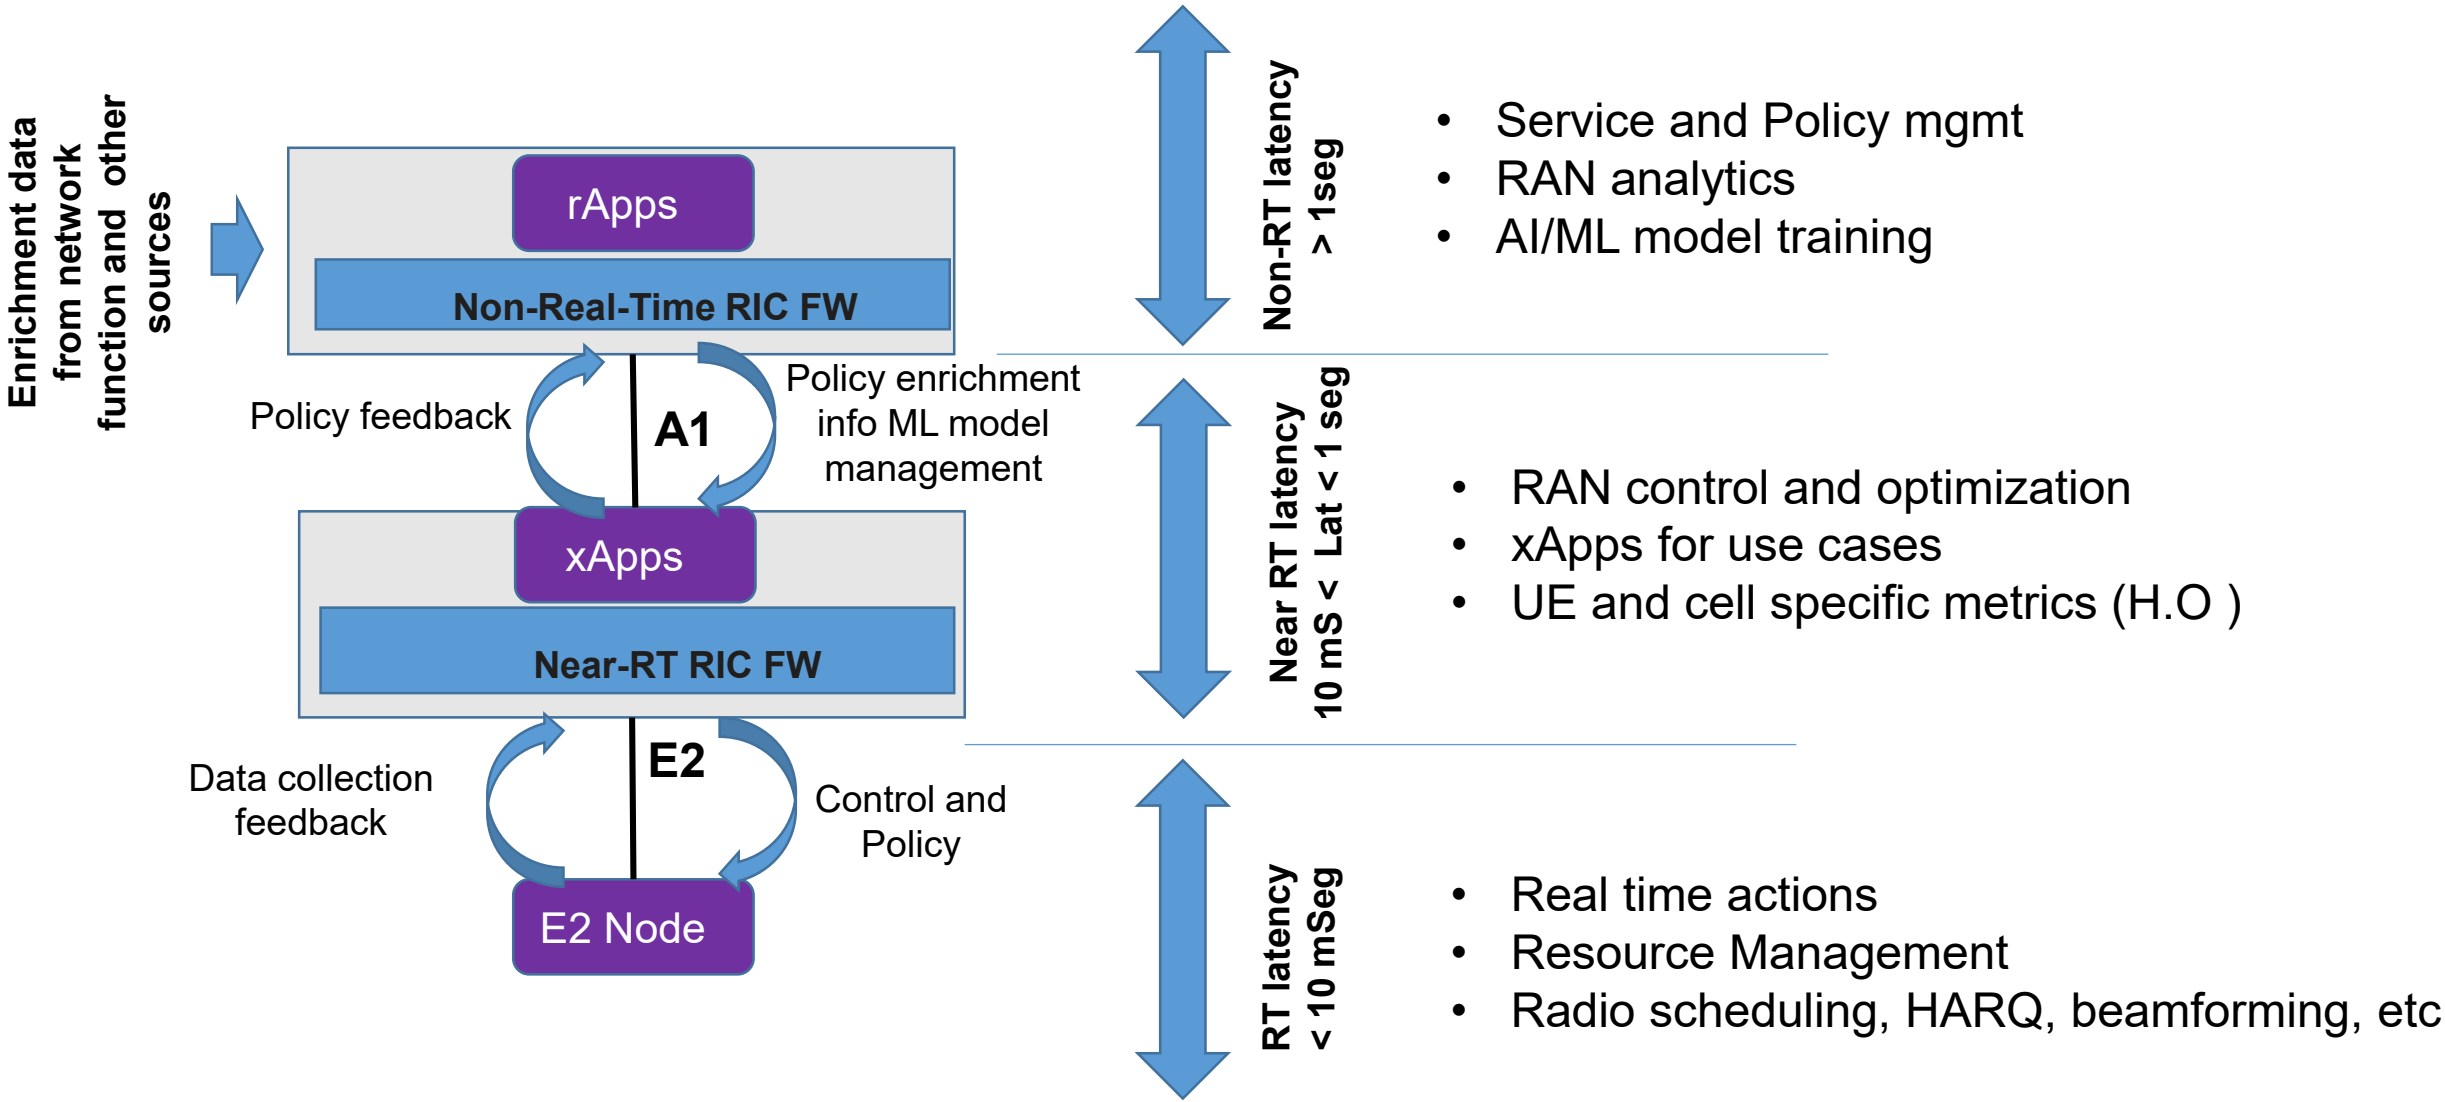 Enrichment data
from network
function and other
sources
rApps
Non-Real-Time RIC FW
Policy feedback
A1
Policy enrichment
info ML model
management
xApps
Near-RT RIC FW
Data collection
feedback
E2
Control and
Policy
E2 Node
Non-RT latency
> 1seg
• Service and Policy mgmt
• RAN analytics
• AI/ML model training
Near RT latency
10 mS < Lat < 1 seg
• RAN control and optimization
• xApps for use cases
• UE and cell specific metrics (H.O )
RT latency
< 10 mSeg
• Real time actions
• Resource Management
• Radio scheduling, HARQ, beamforming, etc